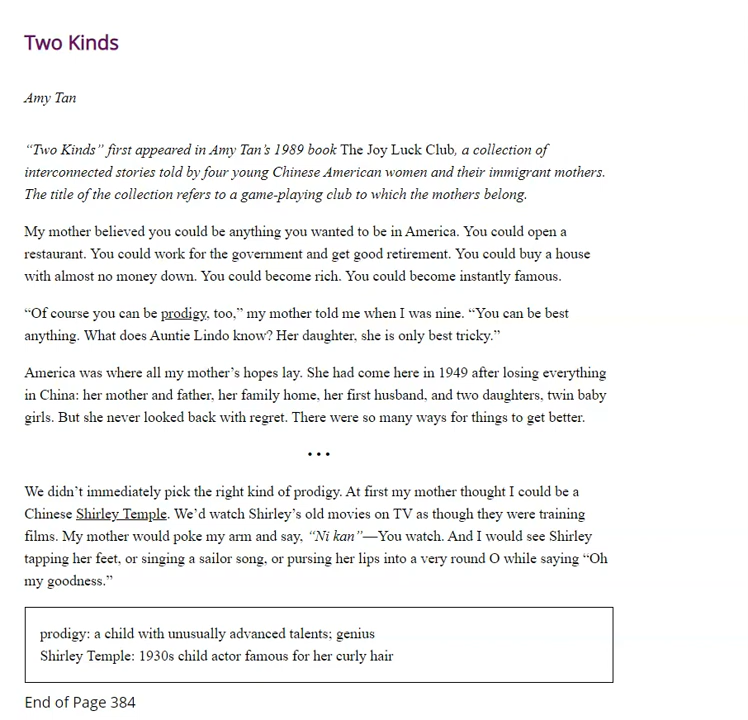 Two Kinds
Amy Tan
“Two Kinds” first appeared in Amy Tan’s 1989 book The Joy Luck Club, a collection of
interconnected stories told by four young Chinese American women and their immigrant mothers.
The title of the collection refers to a game-playing club to which the mothers belong.
My mother believed you could be anything you wanted to be in America. You could open a
restaurant. You could work for the government and get good retirement. You could buy a house
with almost no money down. You could become rich. You could become instantly famous.
“Of course you can be prodigy, too,” my mother told me when I was nine. “You can be best
anything. What does Auntie Lindo know? Her daughter, she is only best tricky.”
America was where all my mother’s hopes lay. She had come here in 1949 after losing everything
in China: her mother and father, her family home, her first husband, and two daughters, twin baby
girls. But she never looked back with regret. There were so many ways for things to get better.
• • •
We didn’t immediately pick the right kind of prodigy. At first my mother thought I could be a
Chinese Shirley Temple. We’d watch Shirley’s old movies on TV as though they were training
films. My mother would poke my arm and say, “Ni kan”—You watch. And I would see Shirley
tapping her feet, or singing a sailor song, or pursing her lips into a very round O while saying “Oh
my goodness.”
prodigy: a child with unusually advanced talents; genius
Shirley Temple: 1930s child actor famous for her curly hair
End of Page 384